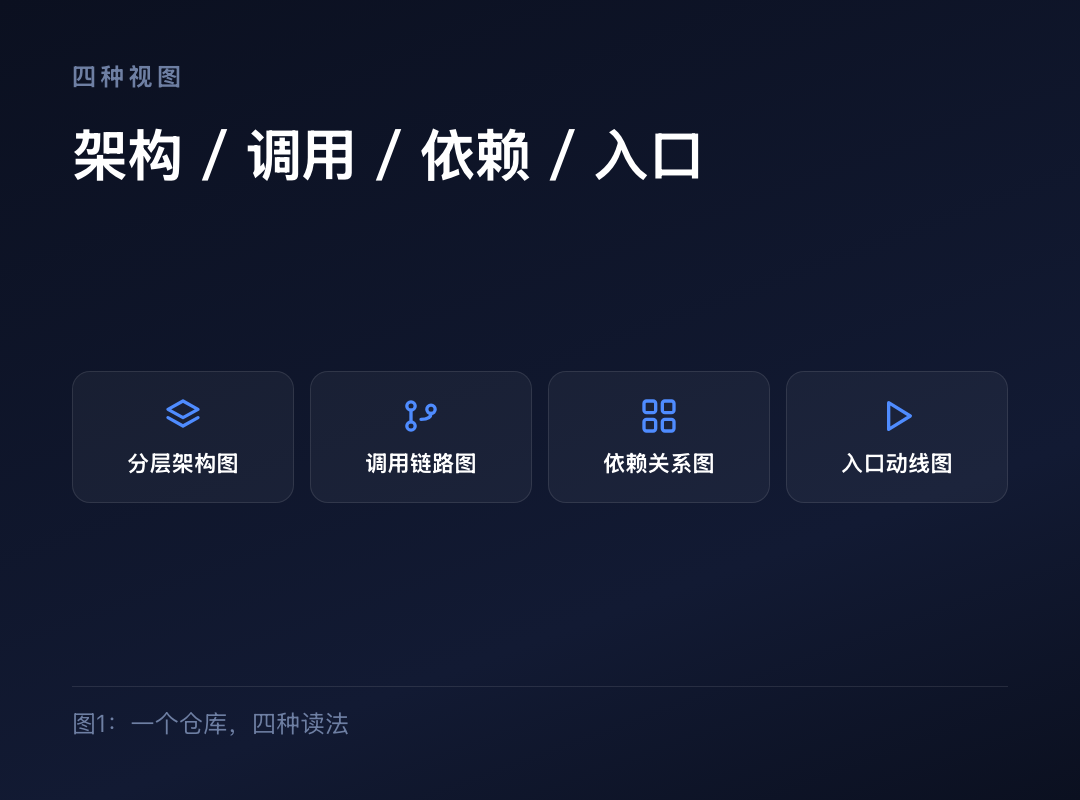 四种视图
架构 / 调用 / 依赖 / 入口
分层架构图
调用链路图
依赖关系图
入口动线图
图1：一个仓库，四种读法